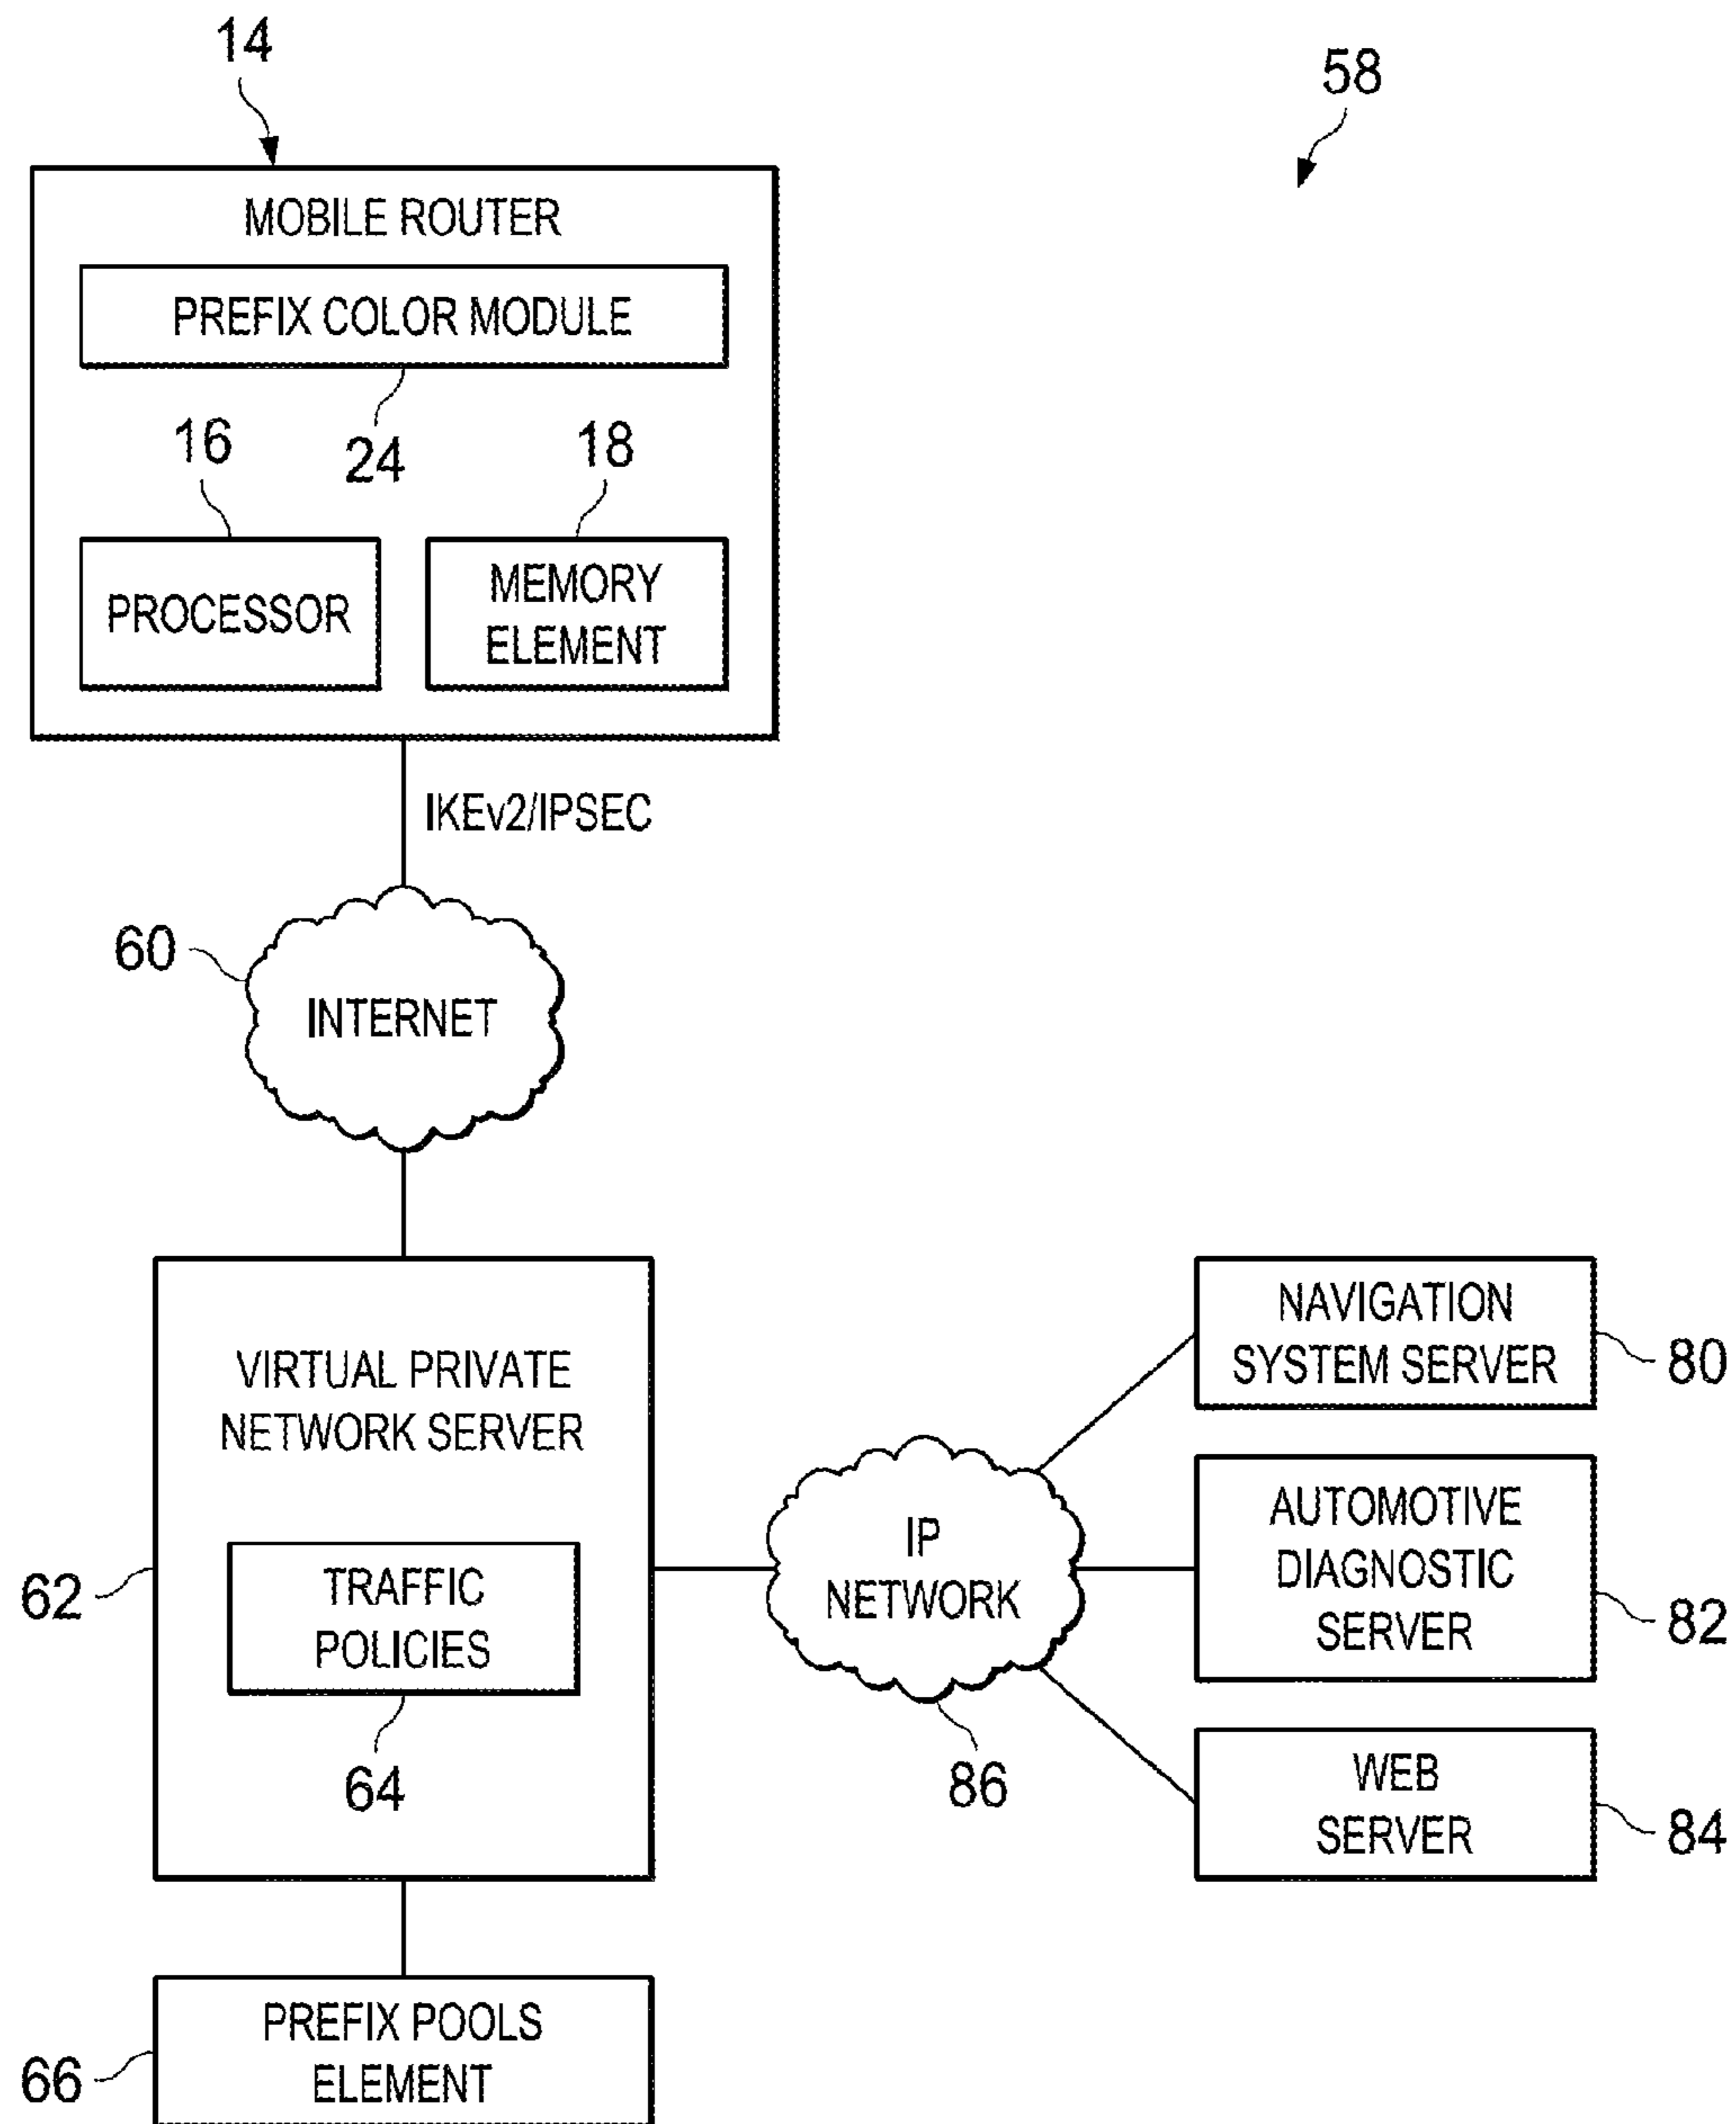 14
58
MOBILE ROUTER
PREFIX COLOR MODULE
24
16
18
PROCESSOR
MEMORY
ELEMENT
IKEv2/IPSEC
60
INTERNET
VIRTUAL PRIVATE
NETWORK SERVER
62
TRAFFIC
POLICIES
64
IP
NETWORK
86
NAVIGATION
SYSTEM SERVER
80
AUTOMOTIVE
DIAGNOSTIC
SERVER
82
WEB
SERVER
84
PREFIX POOLS
ELEMENT
66